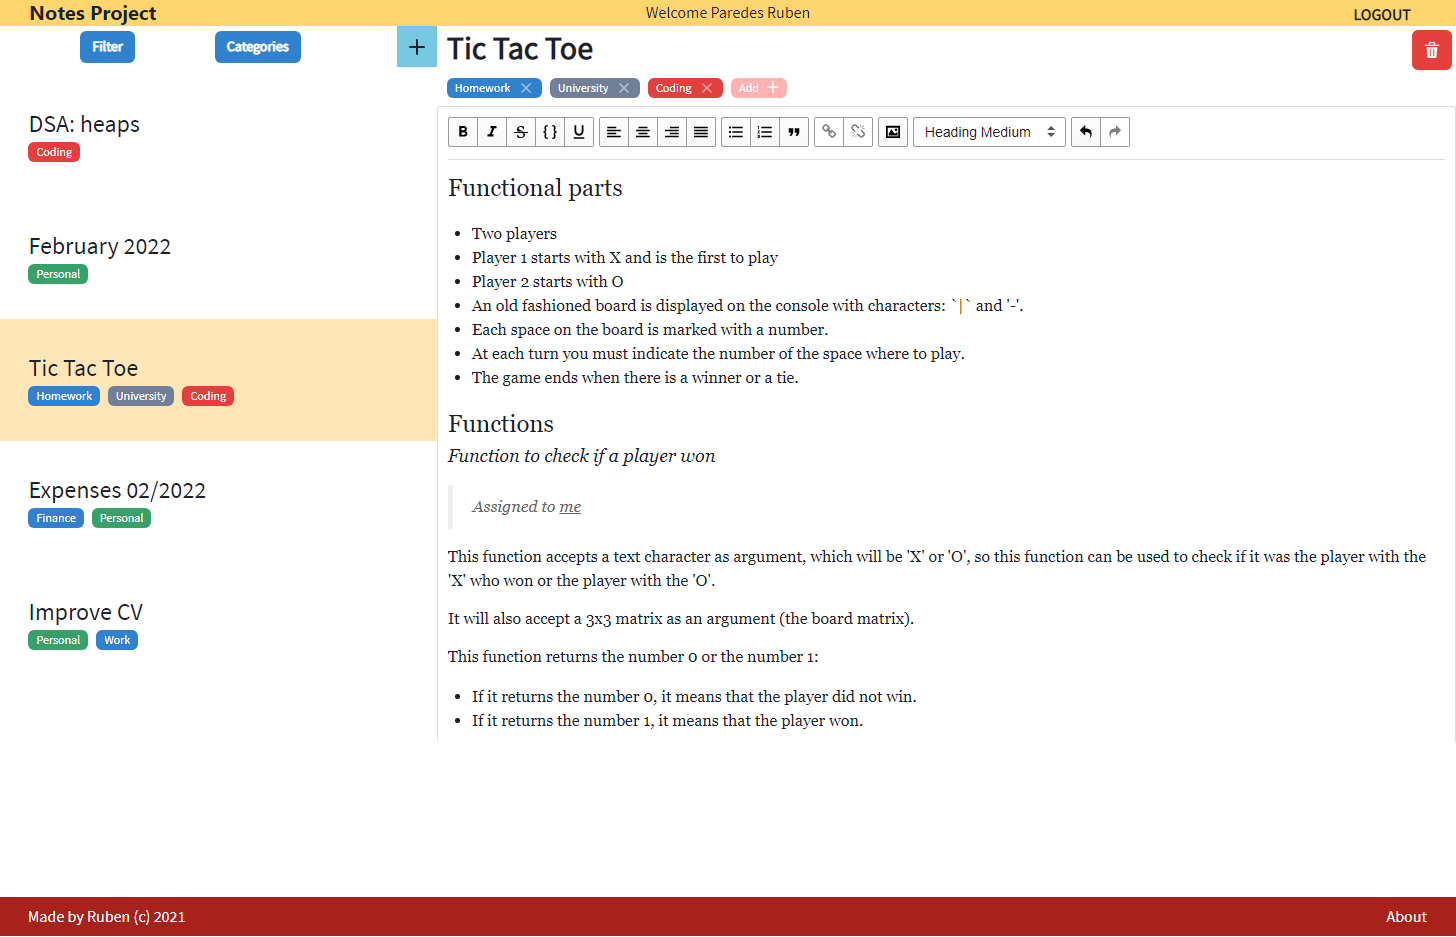 Notes Project
Welcome Paredes Ruben
LOGOUT
Filter
Categories
DSA: heaps
Coding
February 2022
Personal
Tic Tac Toe
Homework University Coding
Expenses 02/2022
Finance Personal
Improve CV
Personal Work
Tic Tac Toe
Homework University Coding Add
B I S { } U
Heading Medium
Functional parts
Two players
Player 1 starts with X and is the first to play
Player 2 starts with O
An old fashioned board is displayed on the console with characters: `|` and '-'.
Each space on the board is marked with a number.
At each turn you must indicate the number of the space where to play.
The game ends when there is a winner or a tie.
Functions
Function to check if a player won
Assigned to me
This function accepts a text character as argument, which will be 'X' or 'O', so this function can be used to check if it was the player with the
'X' who won or the player with the 'O'.
It will also accept a 3x3 matrix as an argument (the board matrix).
This function returns the number 0 or the number 1:
If it returns the number 0, it means that the player did not win.
If it returns the number 1, it means that the player won.
Made by Ruben (c) 2021
About